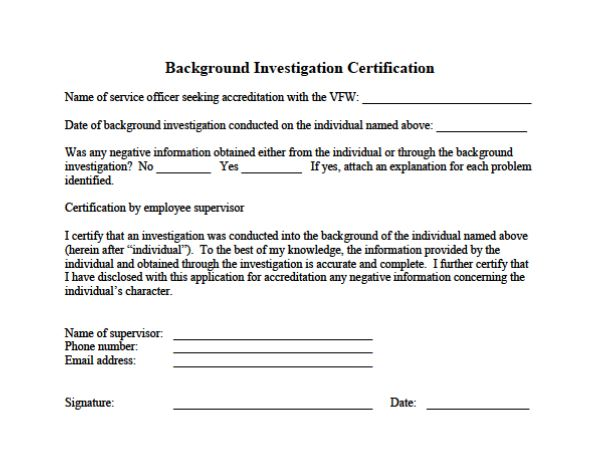 Background Investigation Certification
Name of service officer seeking accreditation with the VFW: ____________________
Date of background investigation conducted on the individual named above: ____________
Was any negative information obtained either from the individual or through the background
investigation? No ________ Yes ________ If yes, attach an explanation for each problem
identified.
Certification by employee supervisor
I certify that an investigation was conducted into the background of the individual named above
(herein after “individual”). To the best of my knowledge, the information provided by the
individual and obtained through the investigation is accurate and complete. I further certify that
I have disclosed with this application for accreditation any negative information concerning the
individual’s character.
Name of supervisor: ____________________
Phone number: ____________________
Email address: ____________________
Signature: ____________________ Date: ____________